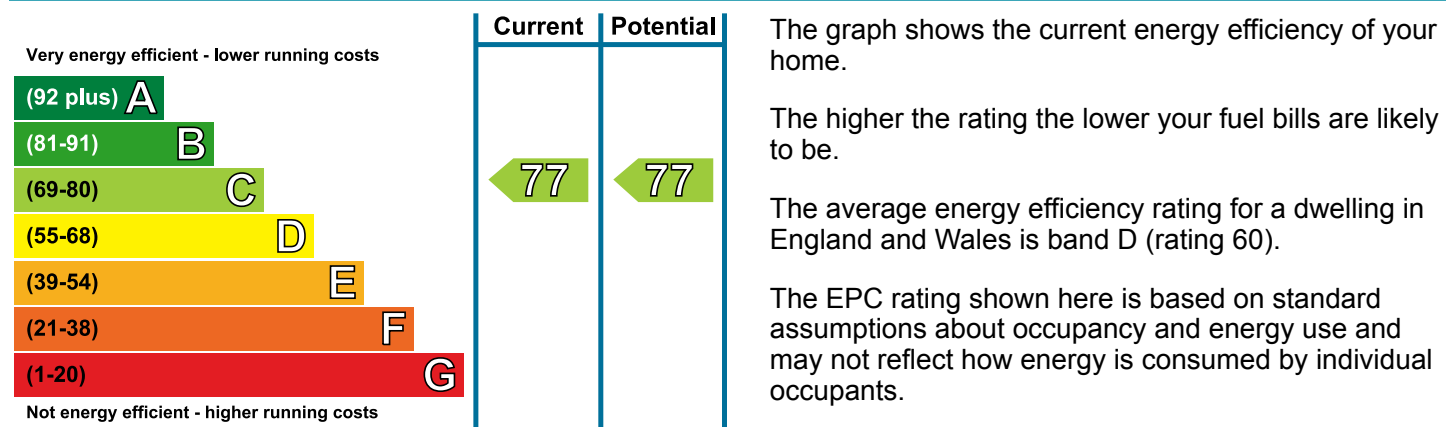 Current Potential
Very energy efficient - lower running costs
(92 plus) A
(81-91) B
(69-80) C
77 77
(55-68) D
(39-54) E
(21-38) F
(1-20) G
Not energy efficient - higher running costs
The graph shows the current energy efficiency of your
home.
The higher the rating the lower your fuel bills are likely
to be.
The average energy efficiency rating for a dwelling in
England and Wales is band D (rating 60).
The EPC rating shown here is based on standard
assumptions about occupancy and energy use and
may not reflect how energy is consumed by individual
occupants.